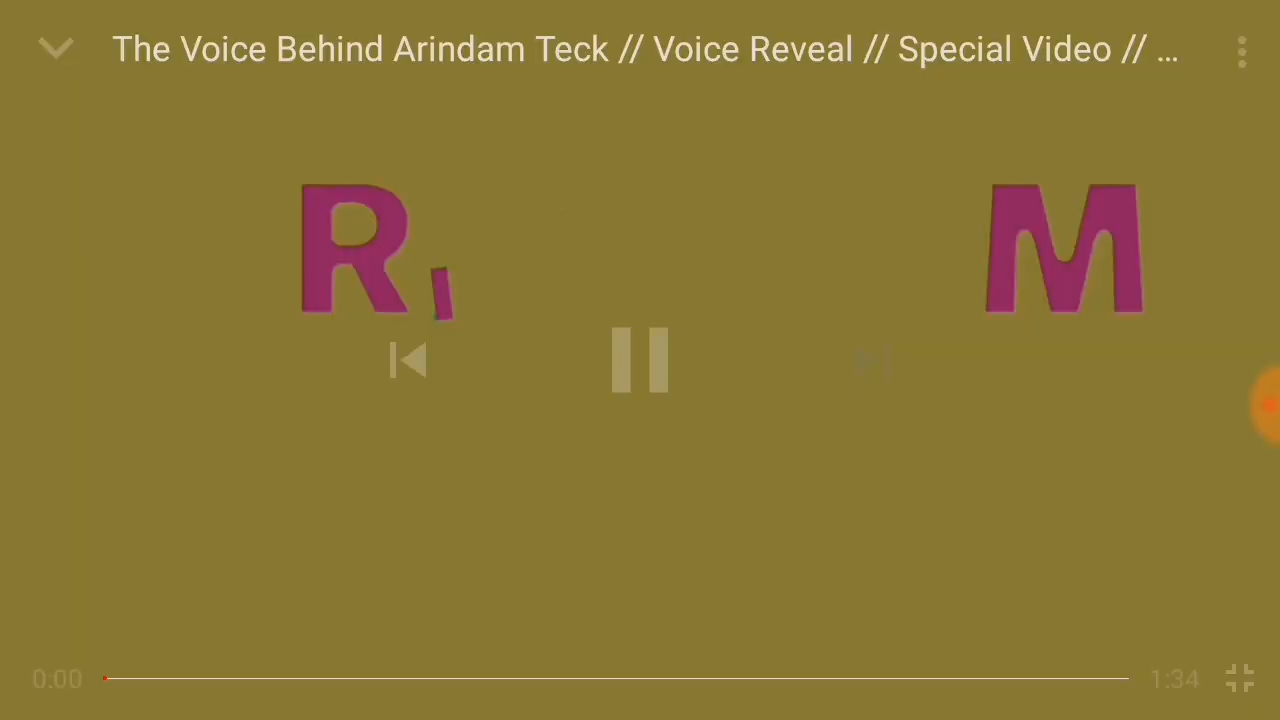 The Voice Behind Arindam Teck // Voice Reveal // Special Video // ...
R I M
0:00 1:34